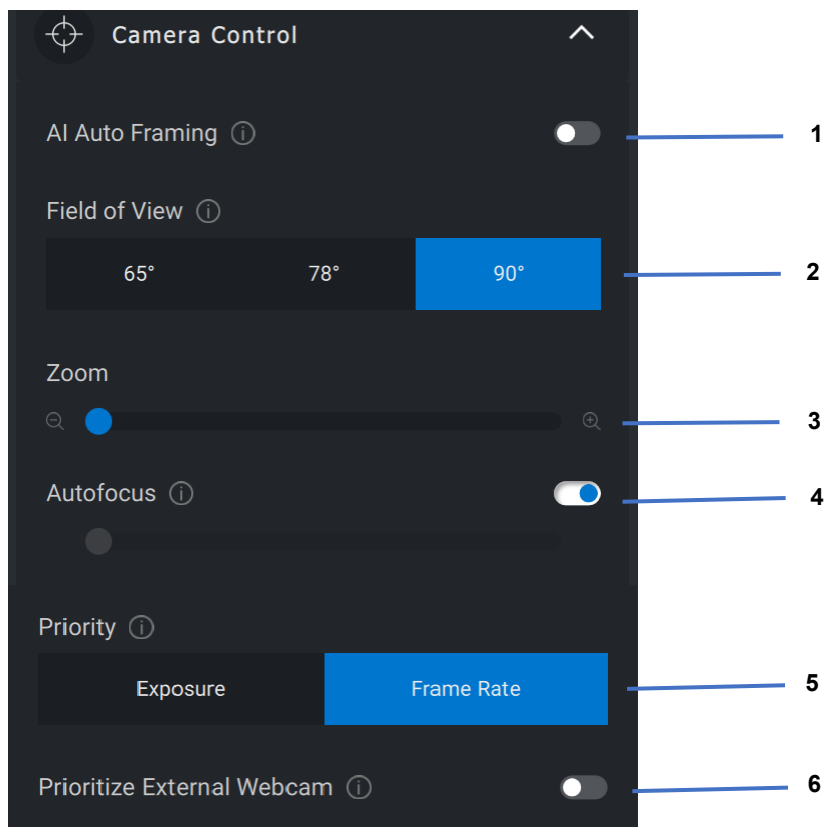 Camera Control
AI Auto Framing
1
Field of View
65° 78° 90°
2
Zoom
3
Autofocus
4
Priority
Exposure Frame Rate
5
Prioritize External Webcam
6